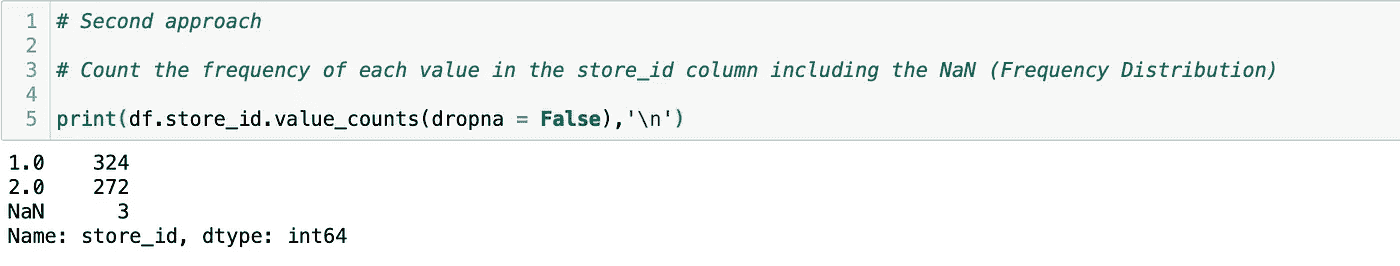 1 # Second approach
2
3 # Count the frequency of each value in the store_id column including the NaN (Frequency Distribution)
4
5 print(df.store_id.value_counts(dropna = False),'\n')
1.0    324
2.0    272
NaN      3
Name: store_id, dtype: int64